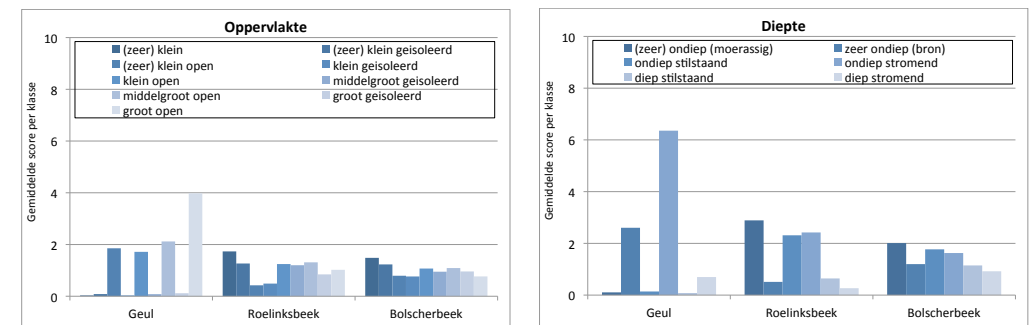 Oppervlakte
Gemiddelde score per klasse
10
8
6
4
2
0
(zeer) klein
(zeer) klein geisoleerd
(zeer) klein open
klein geisoleerd
klein open
middelgroot geisoleerd
middelgroot open
groot geisoleerd
groot open
Geul
Roelinksbeek
Bolscherbeek
Diepte
Gemiddelde score per klasse
10
8
6
4
2
0
(zeer) ondiep (moerassig)
zeer ondiep (bron)
ondiep stilstaand
ondiep stromend
diep stilstaand
diep stromend
Geul
Roelinksbeek
Bolscherbeek